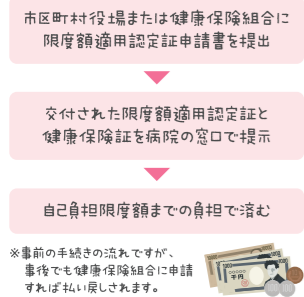 市区町村役場または健康保険組合に
限度額適用認定証申請書を提出
交付された限度額適用認定証と
健康保険証を病院の窓口で提示
自己負担限度額までの負担で済む
※事前の手続きの流れですが、
事後でも健康保険組合に申請
すれば払い戻しされます。
千円